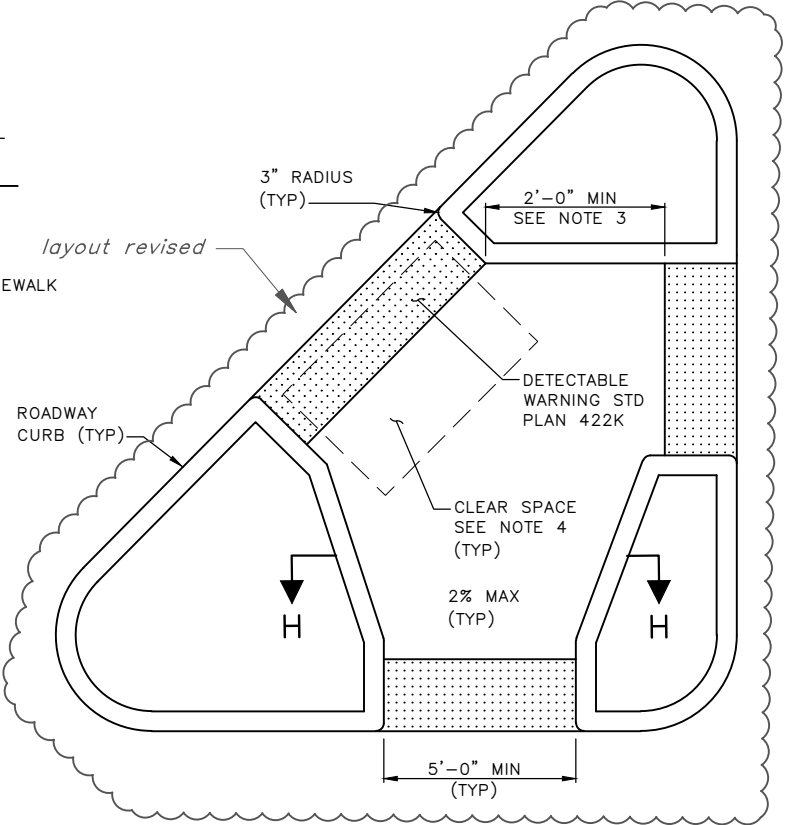 3" RADIUS
(TYP)
2'-0" MIN
SEE NOTE 3
layout revised
EWALK
DETECTABLE
WARNING STD
PLAN 422K
ROADWAY
CURB (TYP)
CLEAR SPACE
SEE NOTE 4
(TYP)
2% MAX
(TYP)
H
H
5'-0" MIN
(TYP)